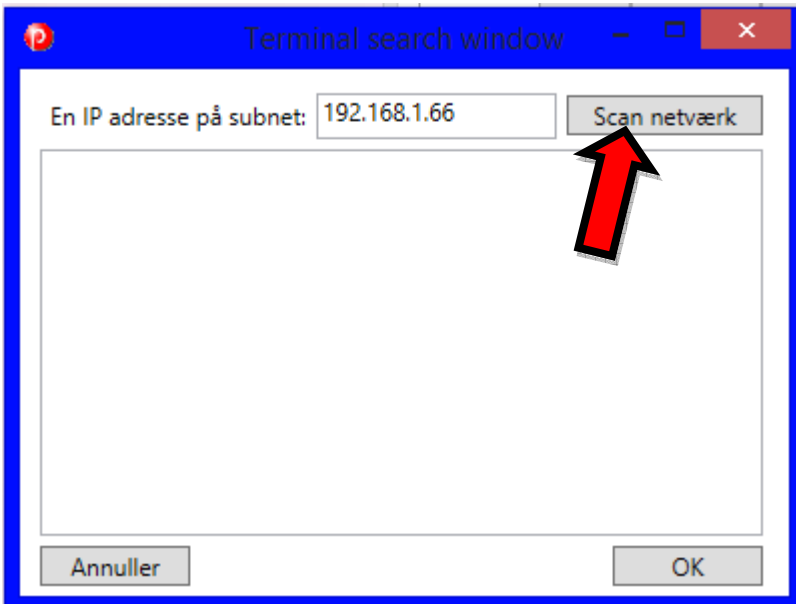 Terminal search window
En IP adresse på subnet: 192.168.1.66 Scan netværk
Annuller OK